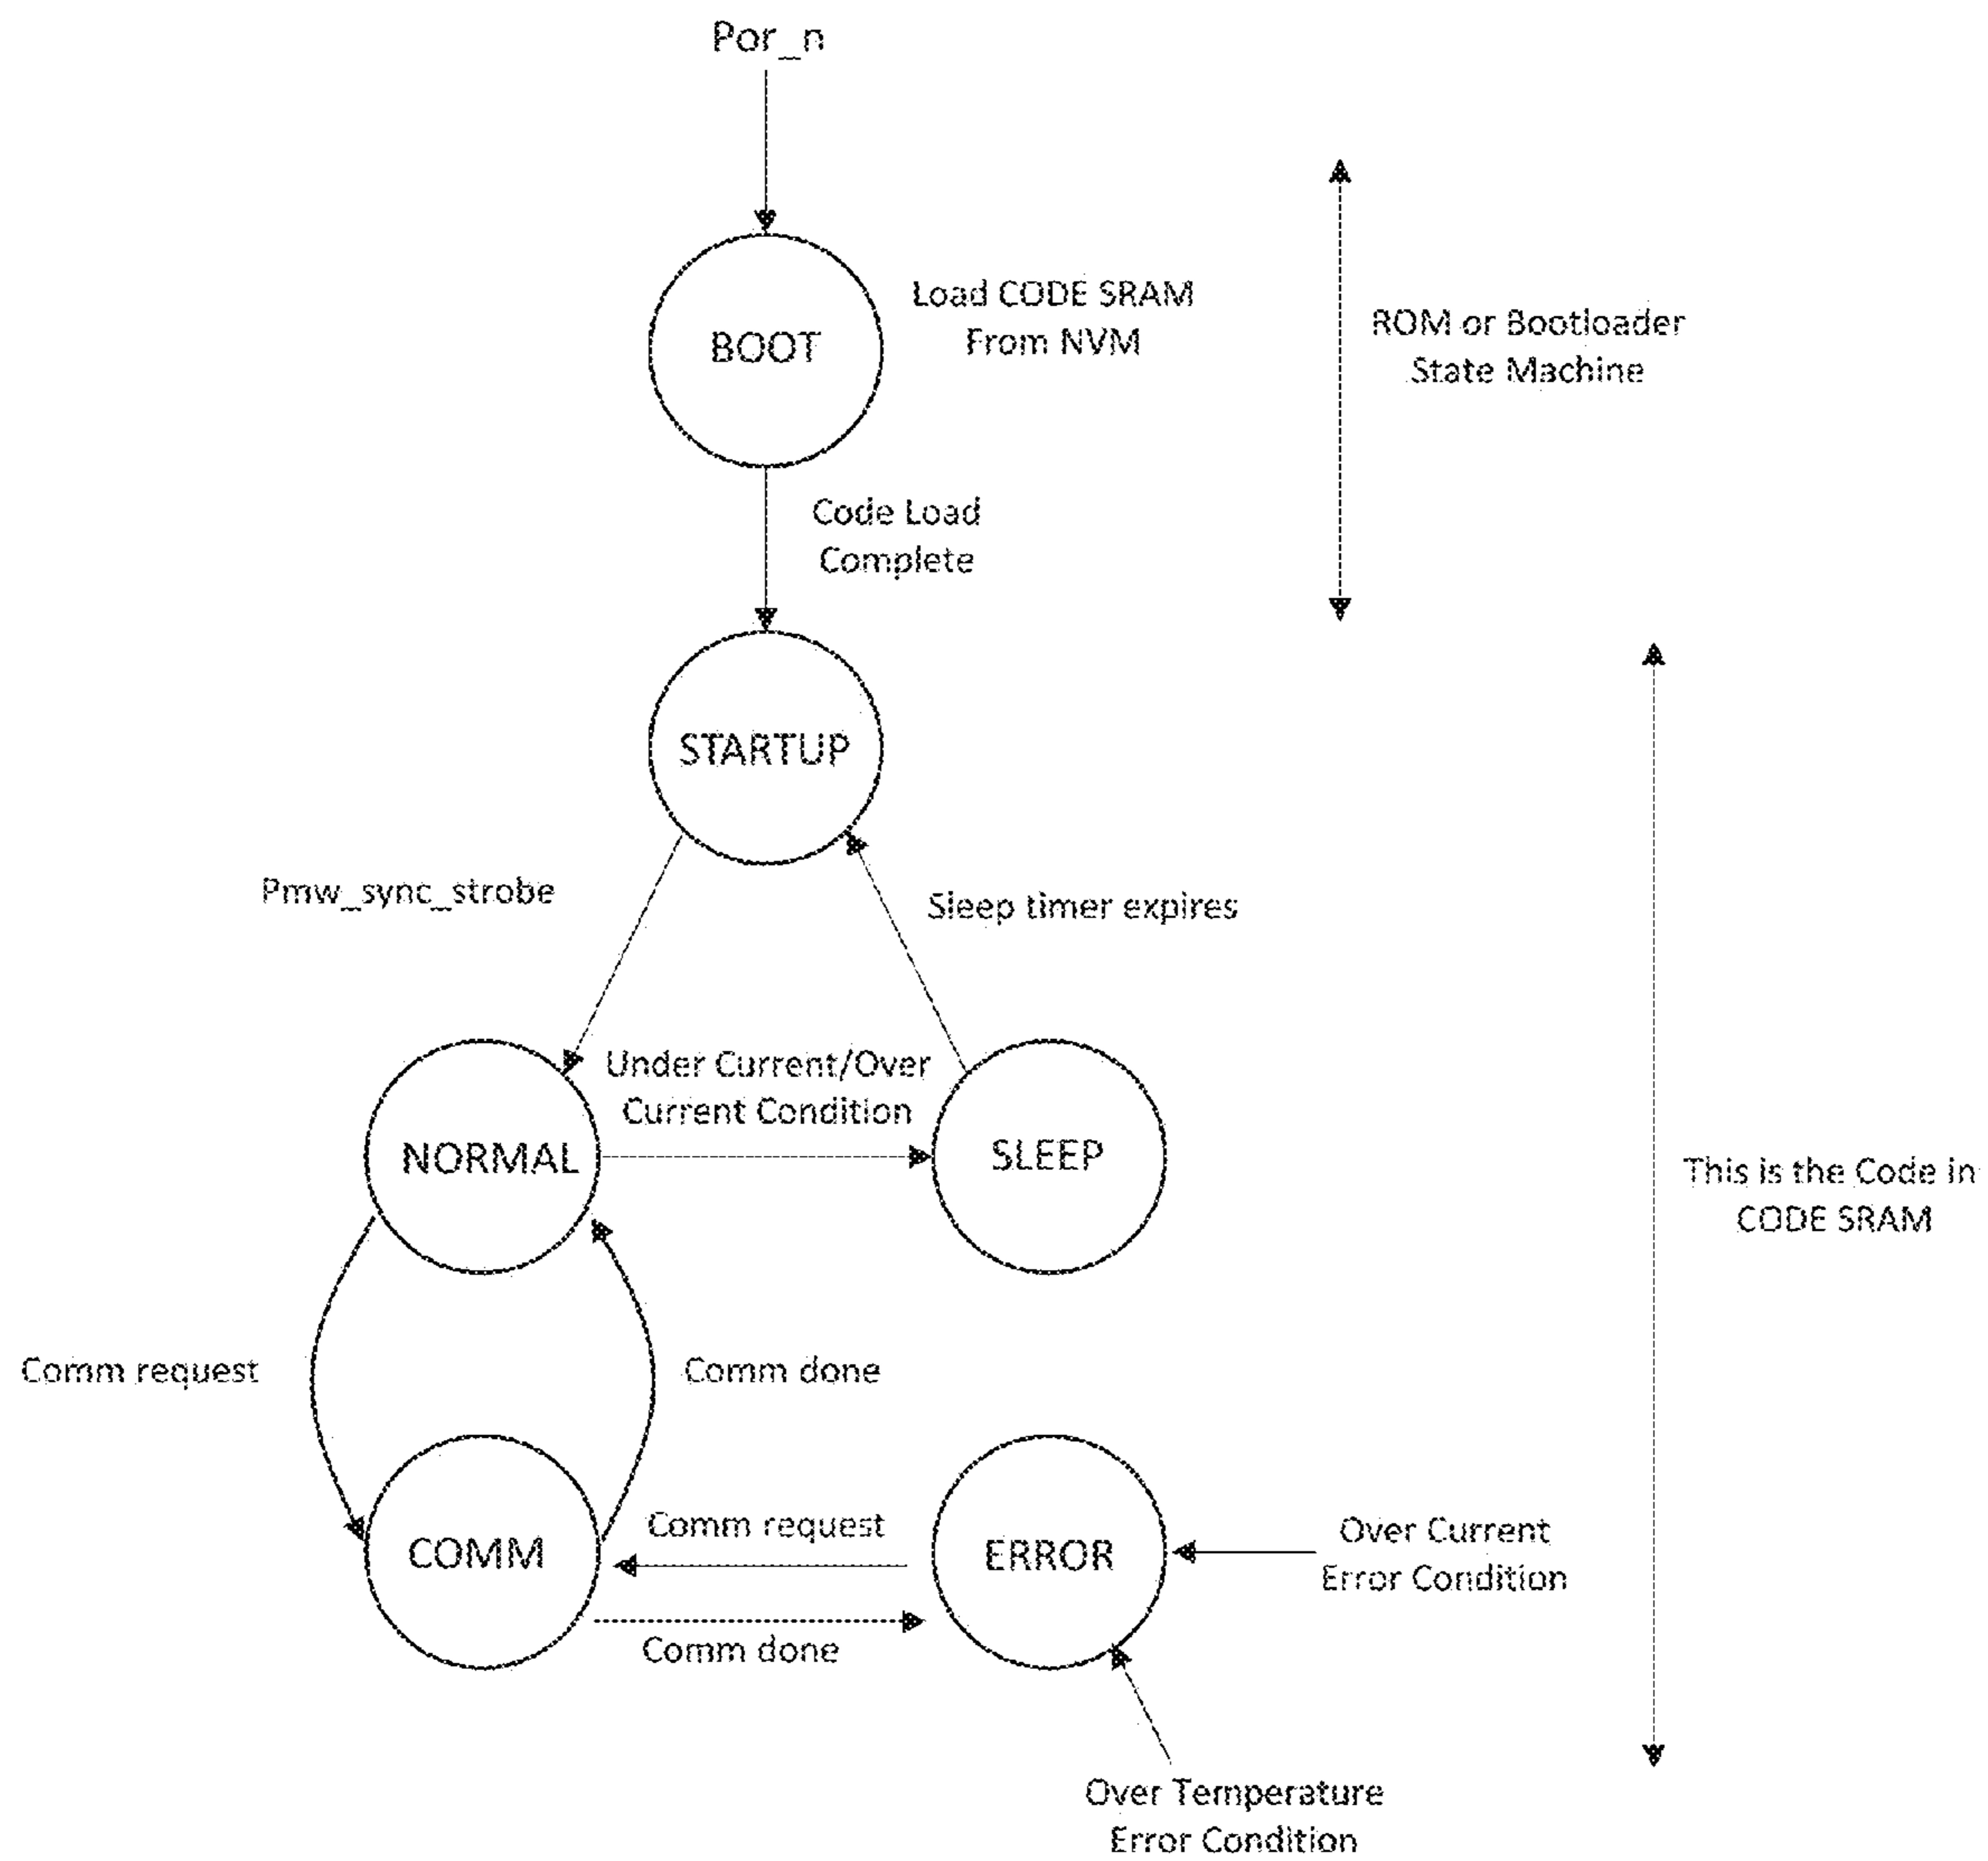 Por_n
BOOT
Load CODE SRAM
From NVM
ROM or Bootloader
State Machine
Code Load
Complete
STARTUP
Pmw_sync_strobe
Sleep timer expires
Under Current/Over
Current Condition
NORMAL
SLEEP
This is the Code in
CODE SRAM
Comm request
Comm done
COMM
Comm request
Comm done
ERROR
Over Current
Error Condition
Over Temperature
Error Condition